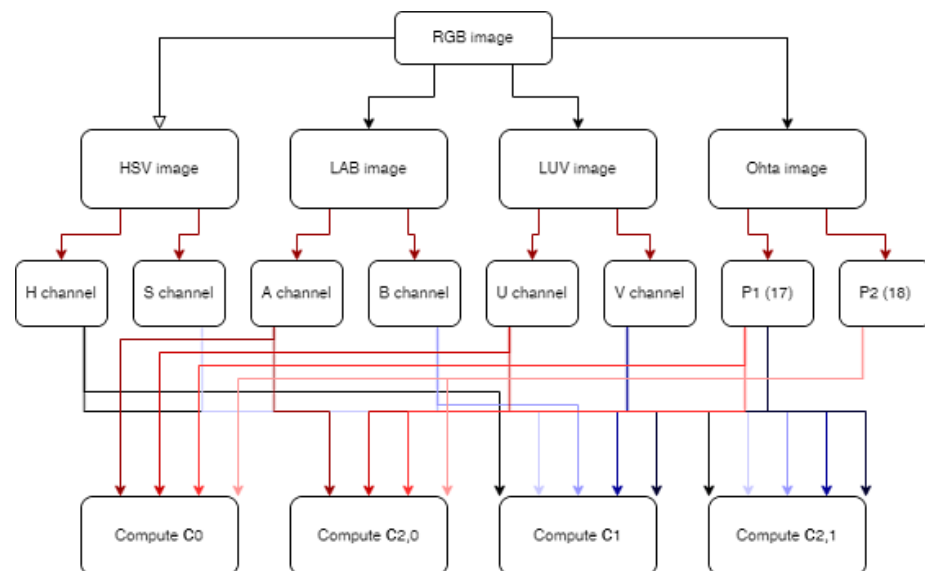 RGB image
HSV image
LAB image
LUV image
Ohta image
H channel
S channel
A channel
B channel
U channel
V channel
P1 (17)
P2 (18)
Compute C0
Compute C2,0
Compute C1
Compute C2,1